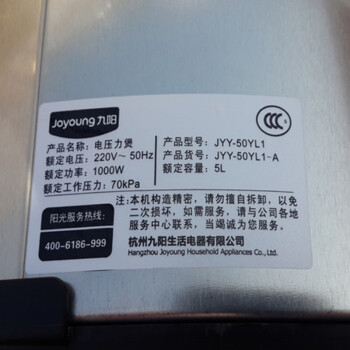 Joyoung 九阳
产品名称: 电压力煲 产品型号: JYY-50YL1
额定电压: 220V~ 50Hz 产品货号: JYY-50YL1-A
额定功率: 1000W 额定容量: 5L
额定工作压力: 70kPa
阳光服务热线:
400-6186-999
注: 本机构造精密, 请勿擅自拆卸, 以免
二次损坏, 如需服务, 请与公司各地
服务中心联系, 当竭诚为您服务。
杭州九阳生活电器有限公司
Hangzhou Joyoung Household Appliances Co., Ltd.